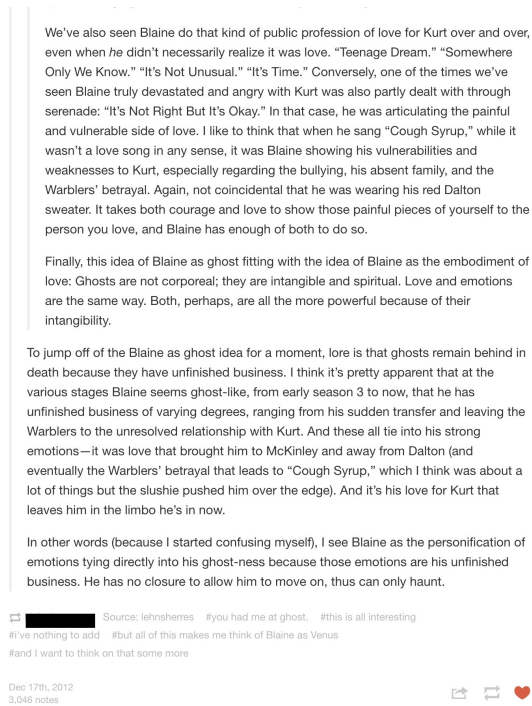 We've also seen Blaine do that kind of public profession of love for Kurt over and over,
even when he didn't necessarily realize it was love. “Teenage Dream.” “Somewhere
Only We Know.” “It's Not Unusual.” “It's Time.” Conversely, one of the times we've
seen Blaine truly devastated and angry with Kurt was also partly dealt with through
serenade: “It's Not Right But It's Okay.” In that case, he was articulating the painful
and vulnerable side of love. I like to think that when he sang “Cough Syrup,” while it
wasn't a love song in any sense, it was Blaine showing his vulnerabilities and
weaknesses to Kurt, especially regarding the bullying, his absent family, and the
Warblers' betrayal. Again, not coincidental that he was wearing his red Dalton
sweater. It takes both courage and love to show those painful pieces of yourself to the
person you love, and Blaine has enough of both to do so.
Finally, this idea of Blaine as ghost fitting with the idea of Blaine as the embodiment of
love: Ghosts are not corporeal; they are intangible and spiritual. Love and emotions
are the same way. Both, perhaps, are all the more powerful because of their
intangibility.
To jump off of the Blaine as ghost idea for a moment, lore is that ghosts remain behind in
death because they have unfinished business. I think it's pretty apparent that at the
various stages Blaine seems ghost-like, from early season 3 to now, that he has
unfinished business of varying degrees, ranging from his sudden transfer and leaving the
Warblers to the unresolved relationship with Kurt. And these all tie into his strong
emotions—it was love that brought him to McKinley and away from Dalton (and
eventually the Warblers' betrayal that leads to “Cough Syrup,” which I think was about a
lot of things but the slushie pushed him over the edge). And it's his love for Kurt that
leaves him in the limbo he's in now.
In other words (because I started confusing myself), I see Blaine as the personification of
emotions tying directly into his ghost-ness because those emotions are his unfinished
business. He has no closure to allow him to move on, thus can only haunt.
Source: lehnsherres #you had me at ghost. #this is all interesting
#i've nothing to add #but all of this makes me think of Blaine as Venus
#and I want to think on that some more
Dec 17th, 2012
3,046 notes